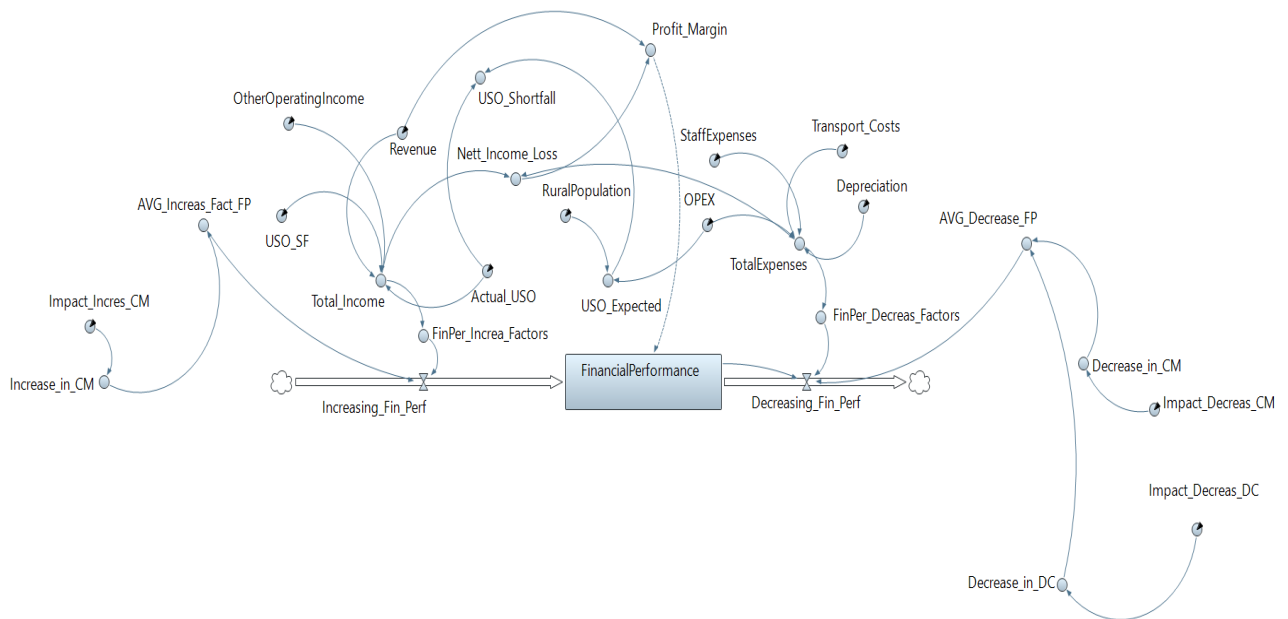 Profit_Margin
OtherOperatingIncome
USO_Shortfall
StaffExpenses
Transport_Costs
Revenue
Nett_Income_Loss
RuralPopulation
OPEX
Depreciation
AVG_Increas_Fact_FP
AVG_Decrease_FP
USO_SF
TotalExpenses
Total_Income
Actual_USO
USO_Expected
Impact_Incres_CM
FinPer_Increa_Factors
FinPer_Decreas_Factors
Increase_in_CM
FinancialPerformance
Decrease_in_CM
Increasing_Fin_Perf
Decreasing_Fin_Perf
Impact_Decreas_CM
Impact_Decreas_DC
Decrease_in_DC